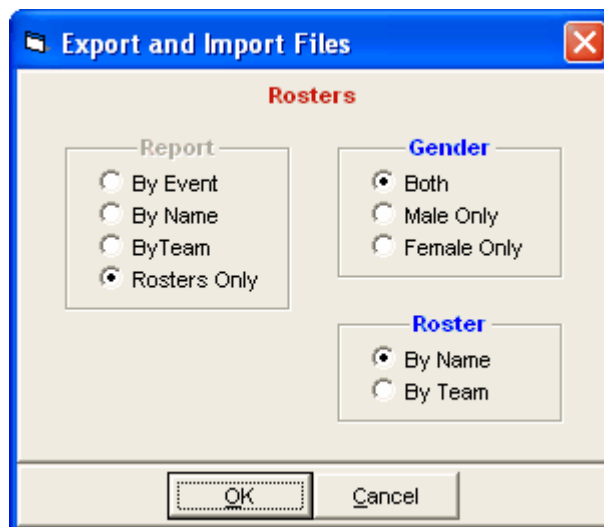 Export and Import Files
Rosters
Report
By Event
By Name
ByTeam
Rosters Only
Gender
Both
Male Only
Female Only
Roster
By Name
By Team
OK
Cancel